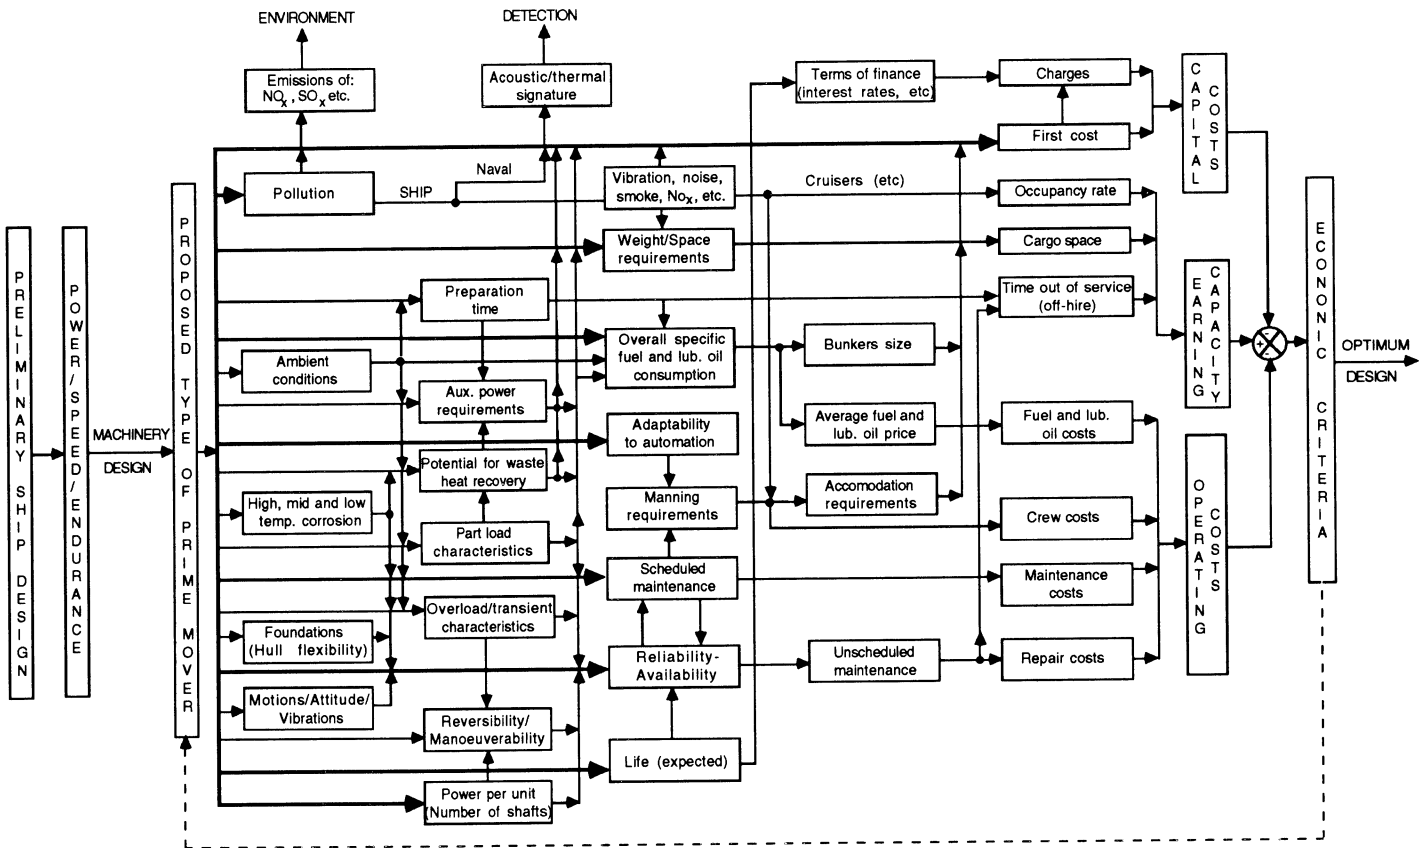 ENVIRONMENT
DETECTION
Emissions of:
NOx, SOx etc.
Acoustic/thermal
signature
Terms of finance
(interest rates, etc)
Charges
CAPITAL
COSTS
First cost
Naval
Pollution
SHIP
Vibration, noise,
smoke, Nox, etc.
Cruisers (etc)
Occupancy rate
Weight/Space
requirements
Cargo space
PRELIMINARY SHIP DESIGN
POWER/SPEED/ENDURANCE
MACHINERY
DESIGN
PROPOSED TYPE OF PRIME MOVER
Preparation
time
Time out of service
(off-hire)
EARNING
CAPACITY
Ambient
conditions
Overall specific
fuel and lub. oil
consumption
Bunkers size
-
+
-
ECONONIC CRITERIA
OPTIMUM
DESIGN
Aux. power
requirements
Adaptability
to automation
Average fuel and
lub. oil price
Fuel and lub.
oil costs
Potential for waste
heat recovery
High, mid and low
temp. corrosion
Manning
requirements
Accomodation
requirements
Crew costs
OPERATING
COSTS
Part load
characteristics
Scheduled
maintenance
Maintenance
costs
Overload/transient
characteristics
Foundations
(Hull flexibility)
Reliability-
Availability
Unscheduled
maintenance
Repair costs
Motions/Attitude/
Vibrations
Reversibility/
Manoeuverability
Life (expected)
Power per unit
(Number of shafts)